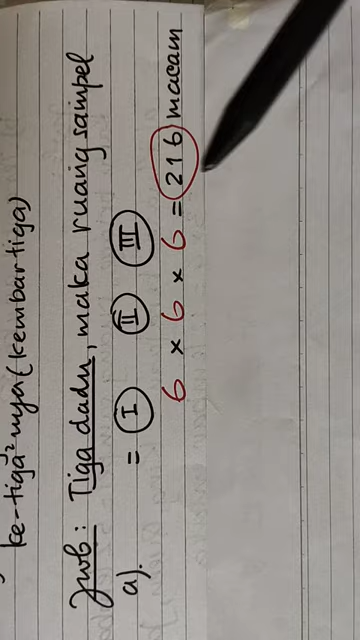 ke-tiga²nya (kembar tiga)
Jwb : Tiga dadu, maka ruang sampel
a). = I II III
6 × 6 × 6 = 216 macam